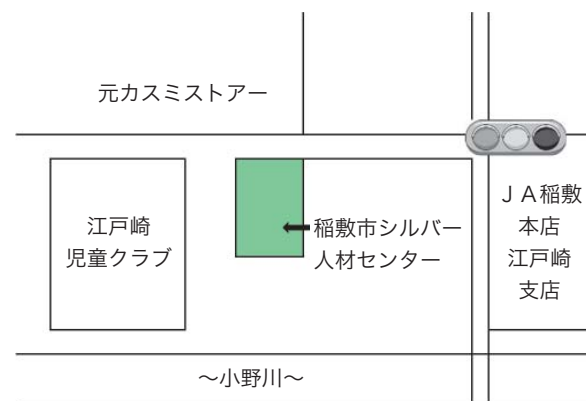 元カスミストアー
江戸崎
児童クラブ
稲敷市シルバー
人材センター
ＪＡ稲敷
本店
江戸崎
支店
～小野川～